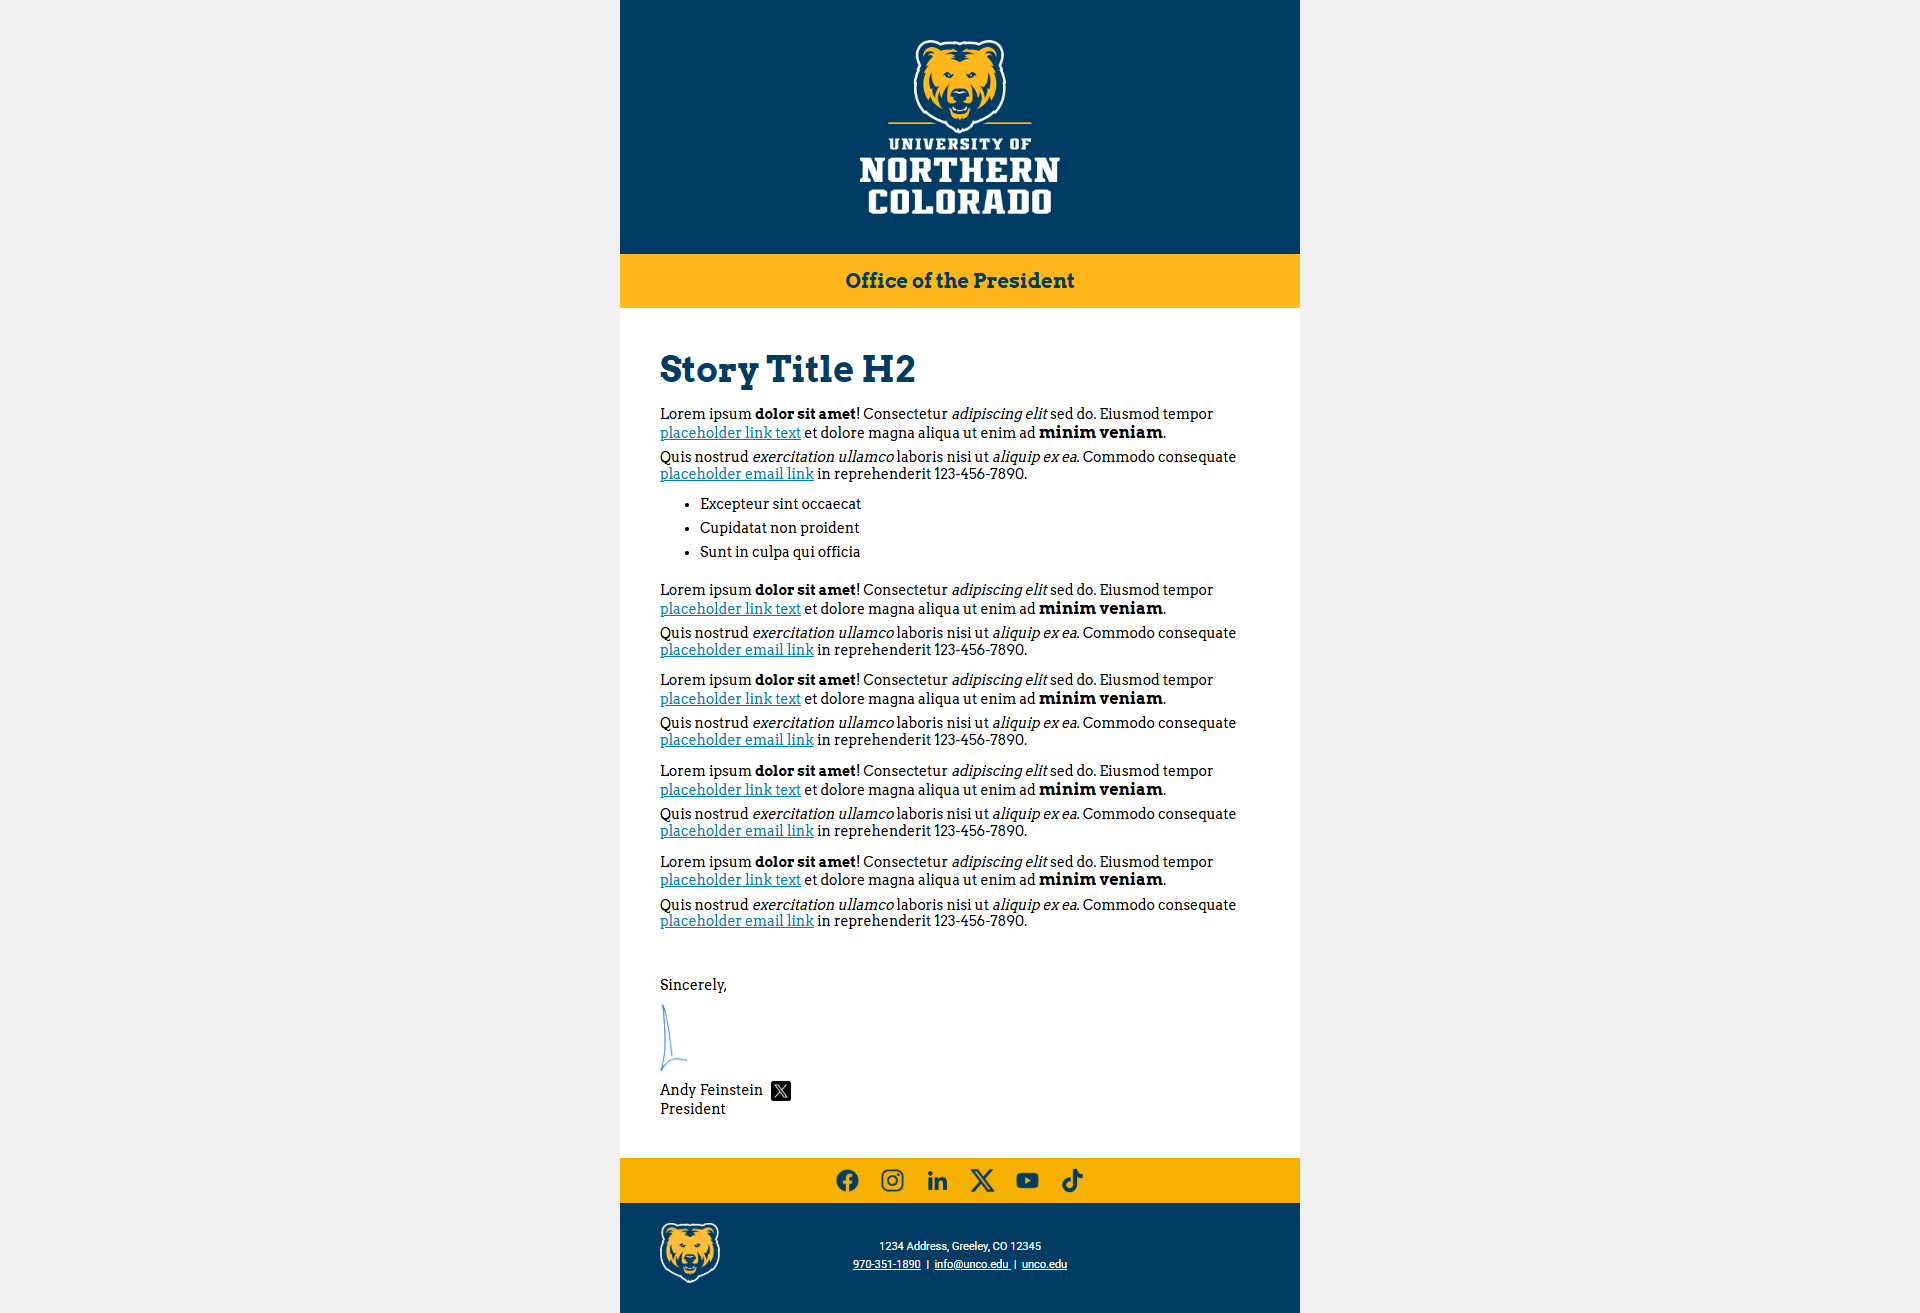 UNIVERSITY OF
NORTHERN
COLORADO
Office of the President
Story Title H2
Lorem ipsum dolor sit amet! Consectetur adipiscing elit sed do. Eiusmod tempor
placeholder link text et dolore magna aliqua ut enim ad minim veniam.
Quis nostrud exercitation ullamco laboris nisi ut aliquip ex ea. Commodo consequate
placeholder email link in reprehenderit 123-456-7890.
• Excepteur sint occaecat
• Cupidatat non proident
• Sunt in culpa qui officia
Lorem ipsum dolor sit amet! Consectetur adipiscing elit sed do. Eiusmod tempor
placeholder link text et dolore magna aliqua ut enim ad minim veniam.
Quis nostrud exercitation ullamco laboris nisi ut aliquip ex ea. Commodo consequate
placeholder email link in reprehenderit 123-456-7890.
Lorem ipsum dolor sit amet! Consectetur adipiscing elit sed do. Eiusmod tempor
placeholder link text et dolore magna aliqua ut enim ad minim veniam.
Quis nostrud exercitation ullamco laboris nisi ut aliquip ex ea. Commodo consequate
placeholder email link in reprehenderit 123-456-7890.
Lorem ipsum dolor sit amet! Consectetur adipiscing elit sed do. Eiusmod tempor
placeholder link text et dolore magna aliqua ut enim ad minim veniam.
Quis nostrud exercitation ullamco laboris nisi ut aliquip ex ea. Commodo consequate
placeholder email link in reprehenderit 123-456-7890.
Lorem ipsum dolor sit amet! Consectetur adipiscing elit sed do. Eiusmod tempor
placeholder link text et dolore magna aliqua ut enim ad minim veniam.
Quis nostrud exercitation ullamco laboris nisi ut aliquip ex ea. Commodo consequate
placeholder email link in reprehenderit 123-456-7890.
Sincerely,
Andy Feinstein
President
1234 Address, Greeley, CO 12345
970-351-1890 | info@unco.edu | unco.edu